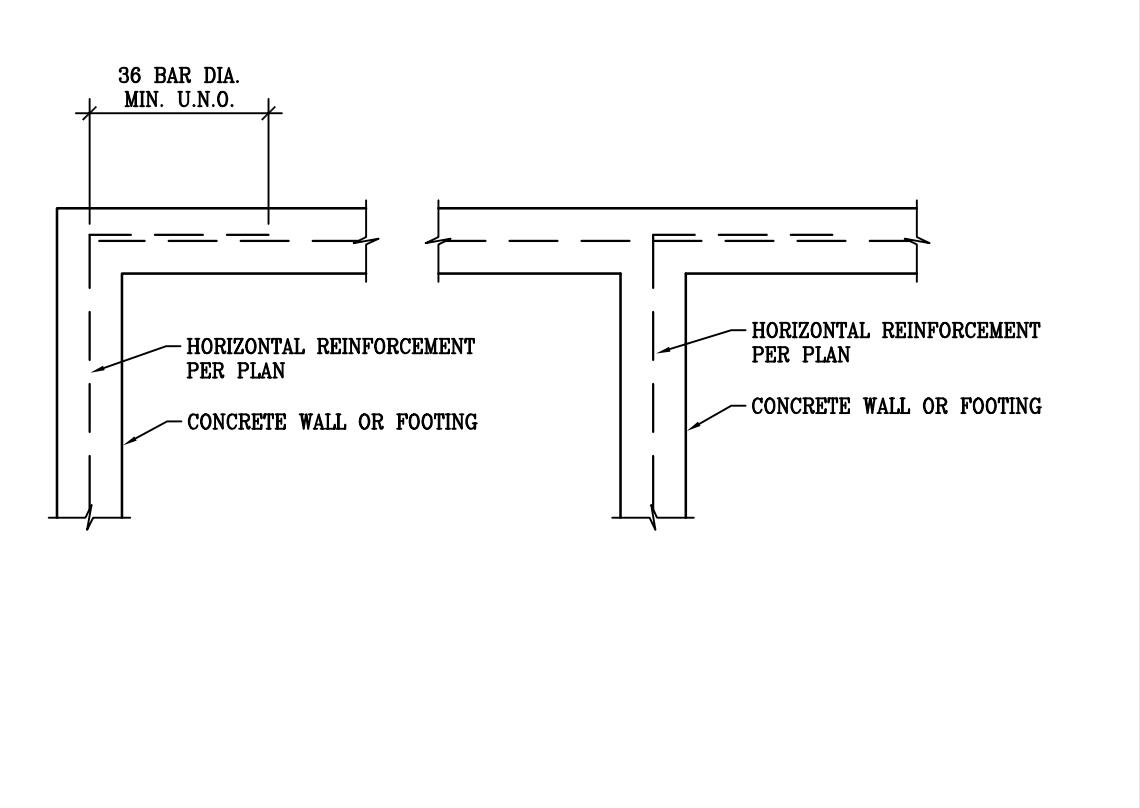 36 BAR DIA.
MIN. U.N.O.
HORIZONTAL REINFORCEMENT
PER PLAN
CONCRETE WALL OR FOOTING
HORIZONTAL REINFORCEMENT
PER PLAN
CONCRETE WALL OR FOOTING